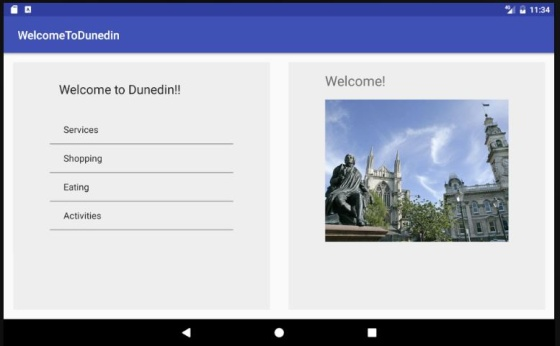 11:34
WelcomeToDunedin
Welcome to Dunedin!!
Services
Shopping
Eating
Activities
Welcome!